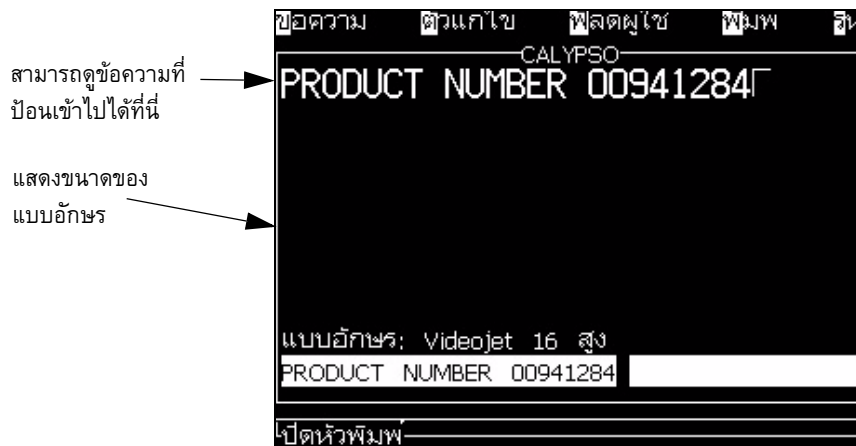 ขอความ ตัวแกไข ฟลดผูใช พิมพ วัน
CALYPSO
สามารถดูข้อความที่
ป้อนเข้าไปได้ที่นี่
PRODUCT NUMBER 00941284
แสดงขนาดของ
แบบอักษร
แบบอักษร: Videojet 16 สูง
PRODUCT NUMBER 00941284
ปดหัวพิมพ์